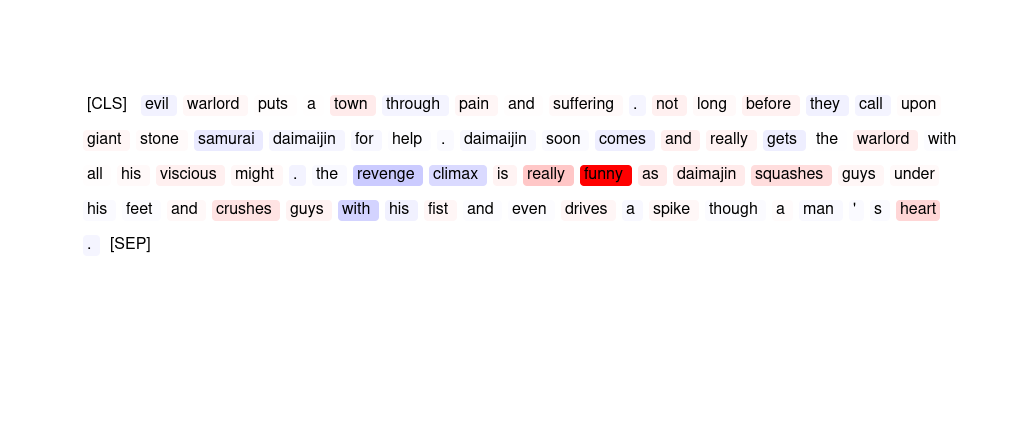 [CLS] evil warlord puts a town through pain and suffering . not long before they call upon
giant stone samurai daimaijin for help . daimaijin soon comes and really gets the warlord with
all his viscious might . the revenge climax is really funny as daimajin squashes guys under
his feet and crushes guys with his fist and even drives a spike though a man ' s heart
. [SEP]